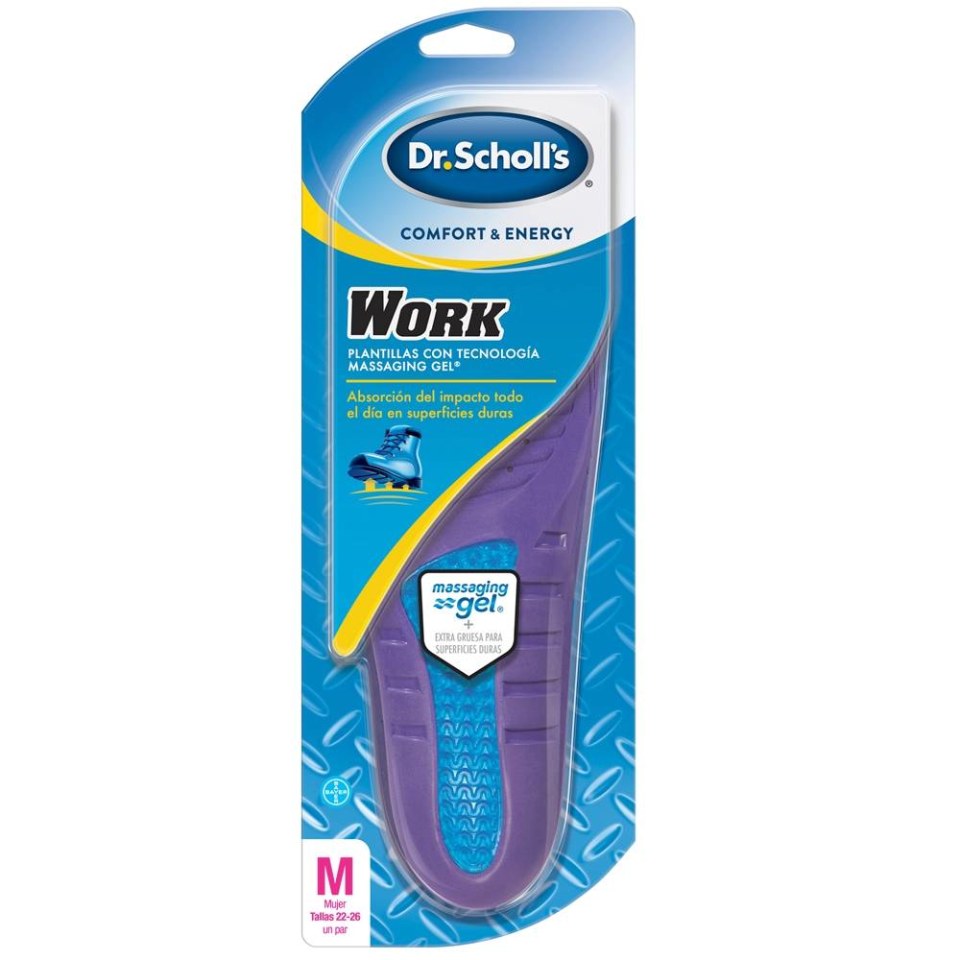 Dr.Scholl's®
COMFORT & ENERGY
WORK
PLANTILLAS CON TECNOLOGÍA
MASSAGING GEL®
Absorción del impacto todo
el día en superficies duras
massaging
gel®
+
EXTRA GRUESA PARA
SUPERFICIES DURAS
BAYER
M
Mujer
Tallas 22-26
un par